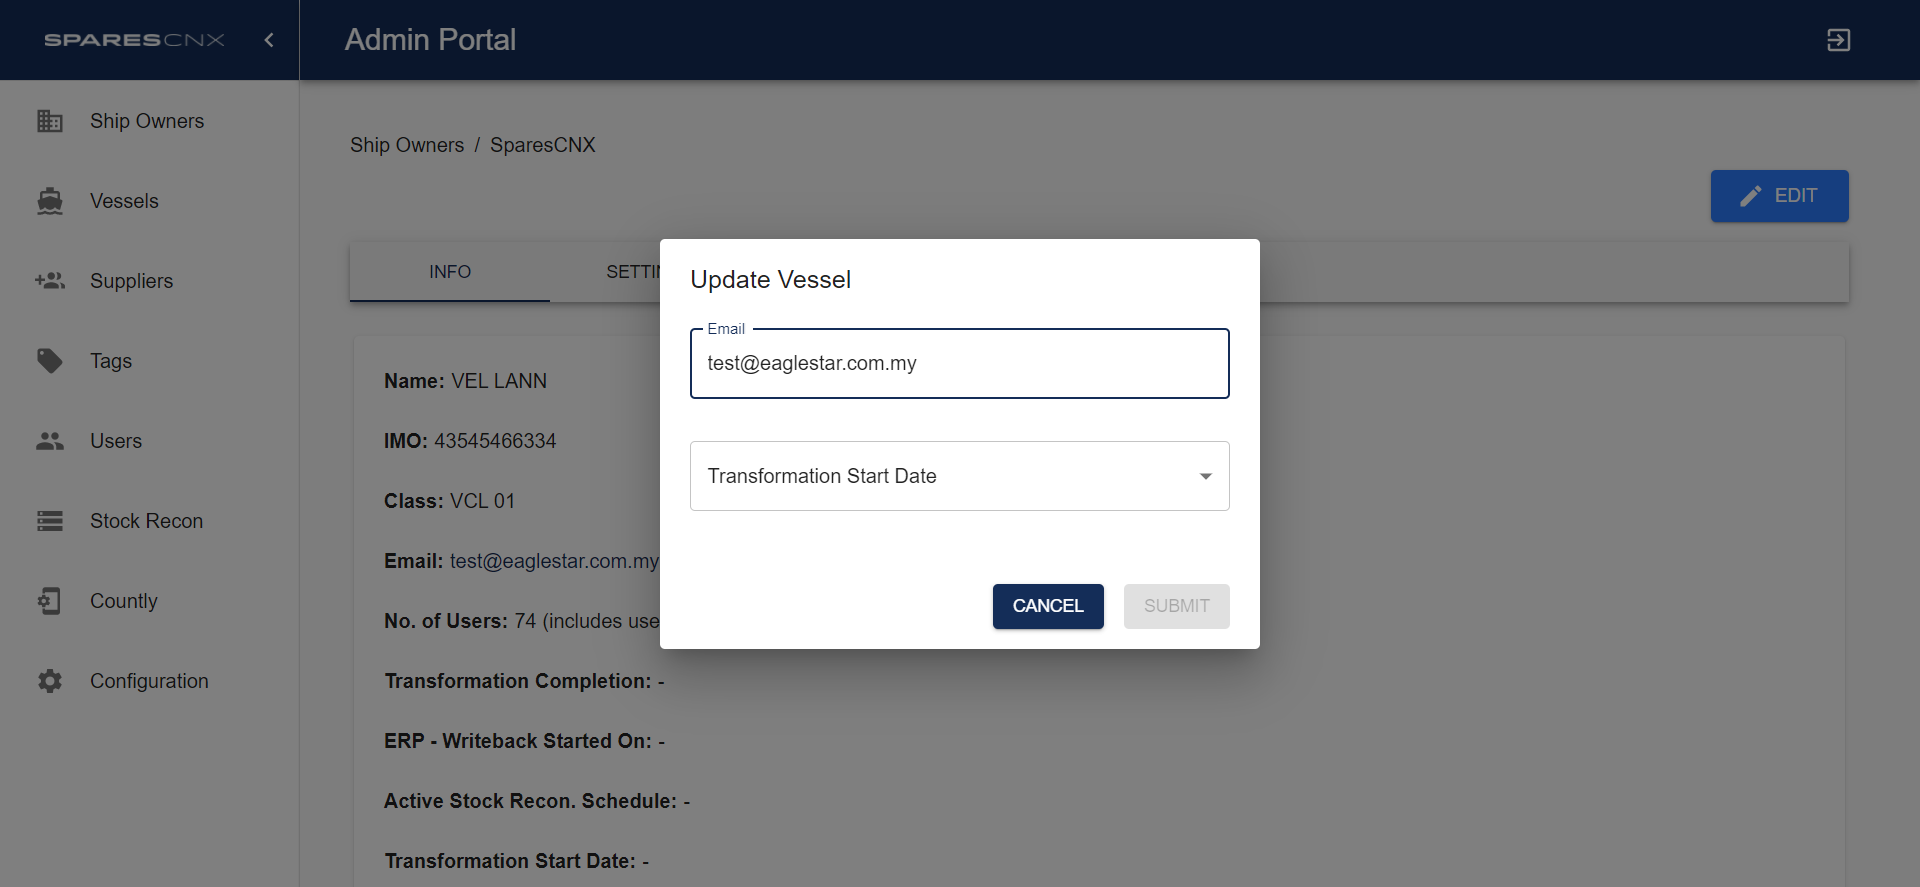 SPARESCNX
Admin Portal
Ship Owners
Vessels
Suppliers
Tags
Users
Stock Recon
Countly
Configuration
Ship Owners / SparesCNX
EDIT
INFO
Name: VEL LANN
IMO: 43545466334
Class: VCL 01
Email: test@eaglestar.com.my
No. of Users: 74 (includes use
Transformation Completion: -
ERP - Writeback Started On: -
Active Stock Recon. Schedule: -
Transformation Start Date: -
Update Vessel
Email
test@eaglestar.com.my
Transformation Start Date
CANCEL
SUBMIT